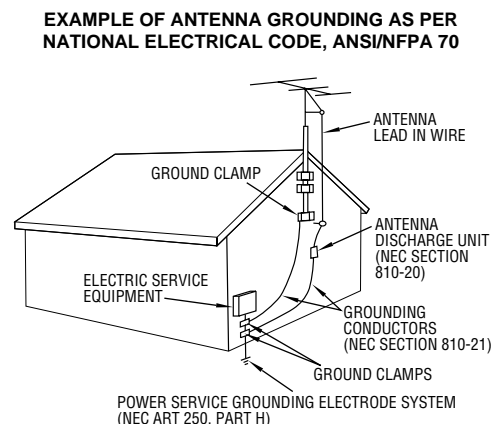 EXAMPLE OF ANTENNA GROUNDING AS PER
NATIONAL ELECTRICAL CODE, ANSI/NFPA 70
ANTENNA
LEAD IN WIRE
GROUND CLAMP
ANTENNA
DISCHARGE UNIT
(NEC SECTION
810-20)
ELECTRIC SERVICE
EQUIPMENT
GROUNDING
CONDUCTORS
(NEC SECTION 810-21)
GROUND CLAMPS
POWER SERVICE GROUNDING ELECTRODE SYSTEM
(NEC ART 250, PART H)